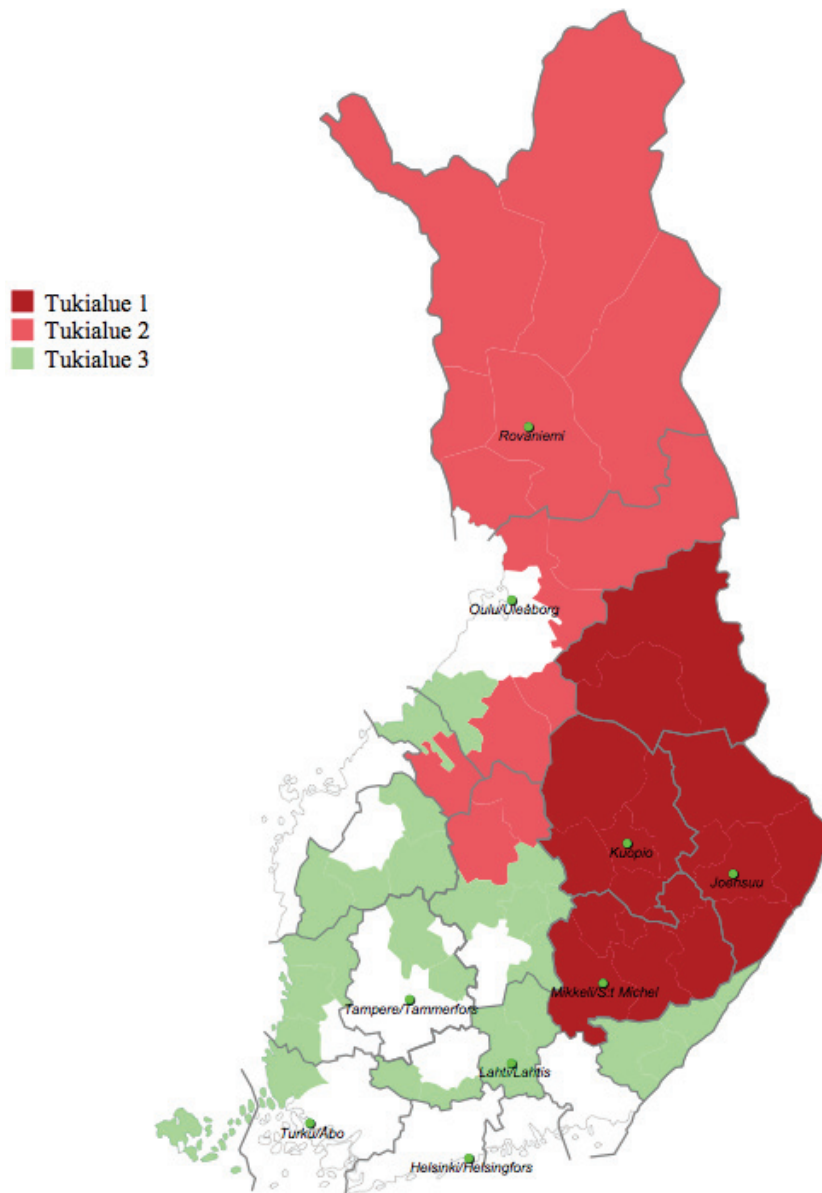 Tukialue 1
Tukialue 2
Tukialue 3
Rovaniemi
Oulu/Uleåborg
Kuopio
Joensuu
Mikkeli/S:t Michel
Tampere/Tammerfors
Lahti/Lahtis
Turku/Åbo
Helsinki/Helsingfors